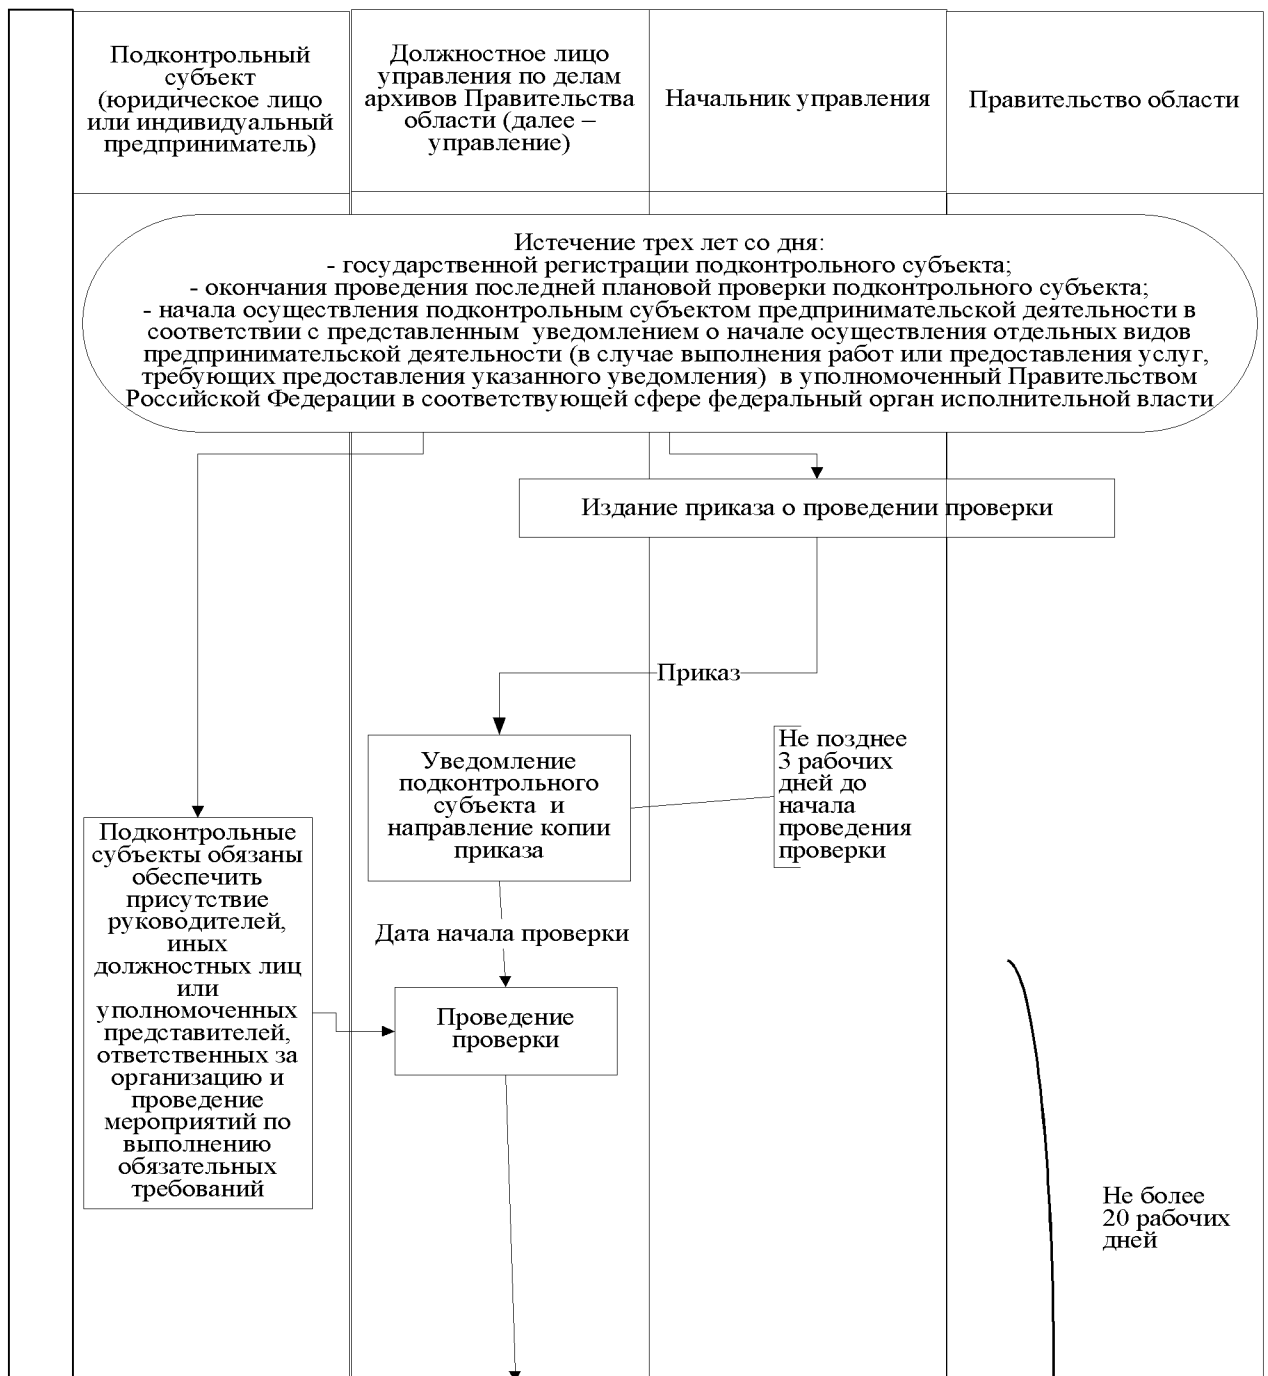 Подконтрольный
субъект
(юридическое лицо
или индивидуальный
предприниматель)
Должностное лицо
управления по делам
архивов Правительства
области (далее –
управление)
Начальник управления
Правительство области
Истечение трех лет со дня:
- государственной регистрации подконтрольного субъекта;
- окончания проведения последней плановой проверки подконтрольного субъекта;
- начала осуществления подконтрольным субъектом предпринимательской деятельности в
соответствии с представленным уведомлением о начале осуществления отдельных видов
предпринимательской деятельности (в случае выполнения работ или предоставления услуг,
требующих предоставления указанного уведомления) в уполномоченный Правительством
Российской Федерации в соответствующей сфере федеральный орган исполнительной власти
Издание приказа о проведении проверки
Приказ
Уведомление
подконтрольного
субъекта и
направление копии
приказа
Не позднее
3 рабочих
дней до
начала
проведения
проверки
Подконтрольные
субъекты обязаны
обеспечить
присутствие
руководителей,
иных
должностных лиц
или
уполномоченных
представителей,
ответственных за
организацию и
проведение
мероприятий по
выполнению
обязательных
требований
Дата начала проверки
Проведение
проверки
Не более
20 рабочих
дней